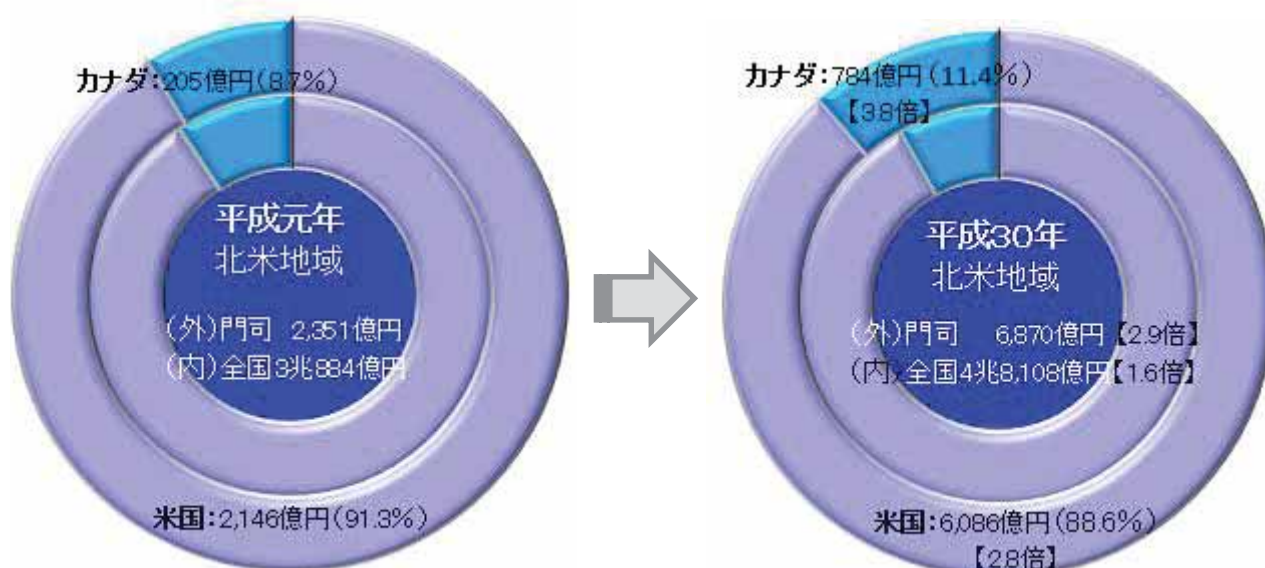 カナダ:205億円(8.7%)
平成元年
北米地域
(外)門司 2,351億円
(内)全国3兆884億円
米国:2,146億円(91.3%)
カナダ:784億円(11.4%)
【3.8倍】
平成30年
北米地域
(外)門司 6,870億円【2.9倍】
(内)全国4兆8,108億円【1.6倍】
米国:6,086億円(88.6%)
【2.8倍】